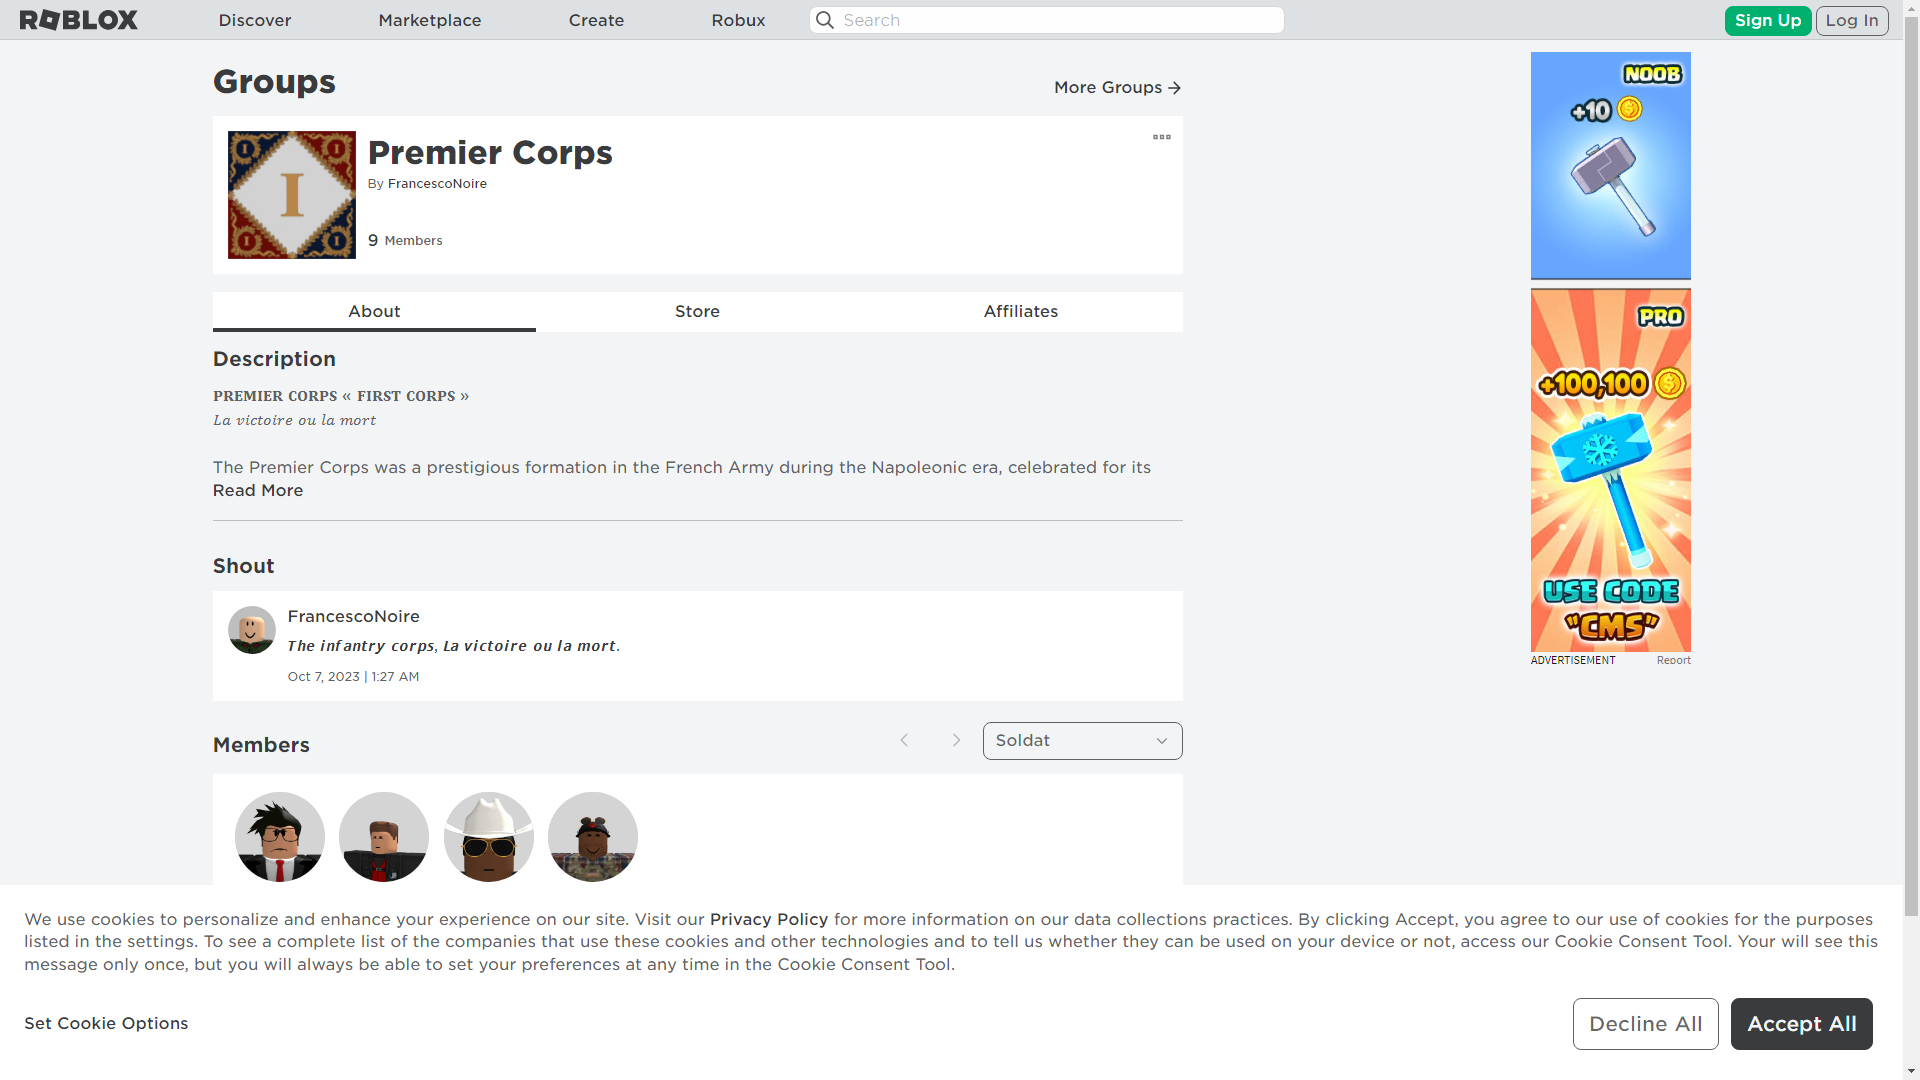 ROBLOX
Discover
Marketplace
Create
Robux
Search
Sign Up
Log In
Groups
More Groups
I
I
I
I
I
Premier Corps
By FrancescoNoire
9 Members
About
Store
Affiliates
Description
PREMIER CORPS « FIRST CORPS »
La victoire ou la mort
The Premier Corps was a prestigious formation in the French Army during the Napoleonic era, celebrated for its
Read More
Shout
FrancescoNoire
The infantry corps, La victoire ou la mort.
Oct 7, 2023 | 1:27 AM
Members
Soldat
NOOB
+10
PRO
+100,100
USE CODE
"CMS"
ADVERTISEMENT
Report
We use cookies to personalize and enhance your experience on our site. Visit our Privacy Policy for more information on our data collections practices. By clicking Accept, you agree to our use of cookies for the purposes
listed in the settings. To see a complete list of the companies that use these cookies and other technologies and to tell us whether they can be used on your device or not, access our Cookie Consent Tool. Your will see this
message only once, but you will always be able to set your preferences at any time in the Cookie Consent Tool.
Set Cookie Options
Decline All
Accept All